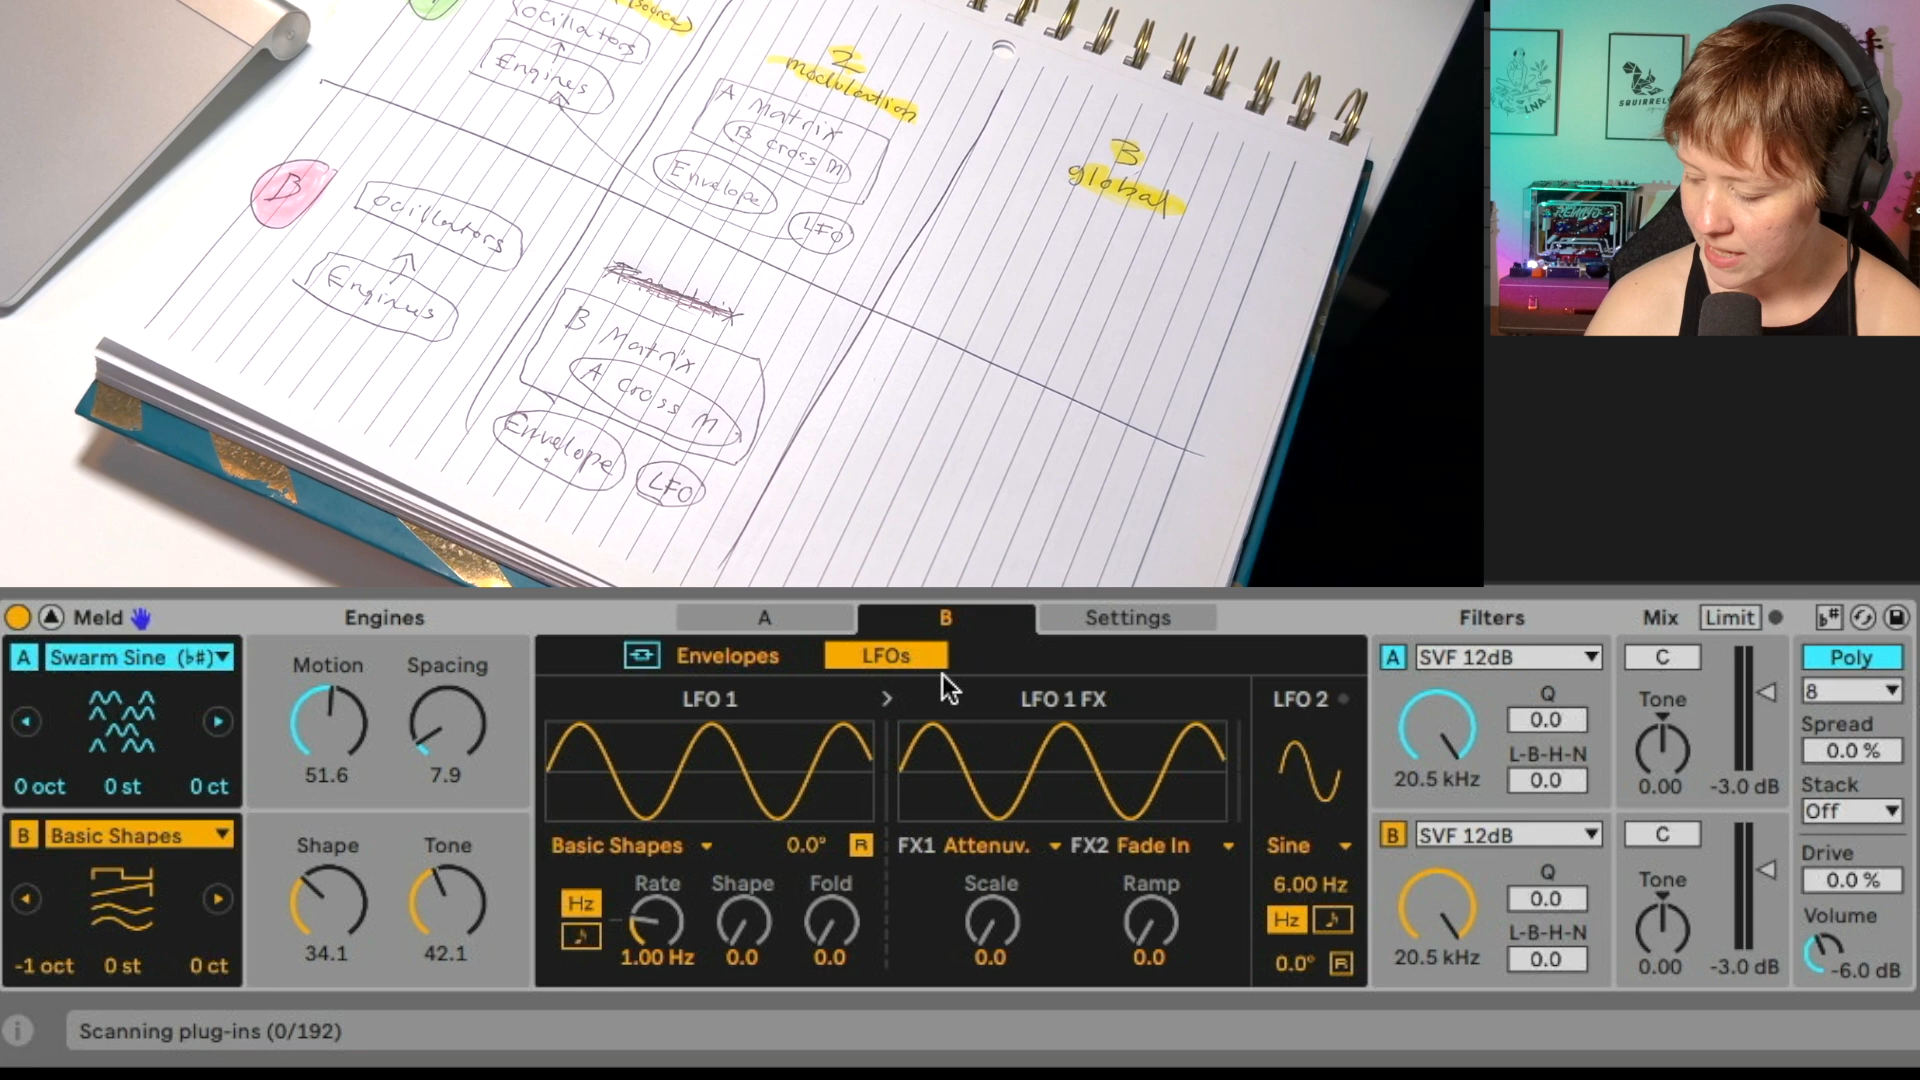 (source)
ocillators
Engines
2
modulation
A Matrix
B cross M
Envelope
LFO
B
global
B
ocillators
Engines
B Matrix
A cross M
Envelope
LFO
LNA
SQUIRREL
Meld
Engines
A
B
Settings
Filters
Mix
Limit
b#
A Swarm Sine (b#)
Motion
Spacing
51.6
7.9
0 oct 0 st 0 ct
B Basic Shapes
Shape
Tone
34.1
42.1
-1 oct 0 st 0 ct
Envelopes
LFOs
LFO 1
>
LFO 1 FX
LFO 2
Basic Shapes
0.0°
R
FX1 Attenuv.
FX2 Fade In
Sine
Hz
Rate
Shape
Fold
Scale
Ramp
1.00 Hz
0.0
0.0
0.0
0.0
6.00 Hz
Hz
0.0°
R
A
SVF 12dB
Q
0.0
L-B-H-N
0.0
20.5 kHz
B
SVF 12dB
Q
0.0
L-B-H-N
0.0
20.5 kHz
C
Tone
0.00
-3.0 dB
C
Tone
0.00
-3.0 dB
Poly
8
Spread
0.0 %
Stack
Off
Drive
0.0 %
Volume
-6.0 dB
Scanning plug-ins (0/192)